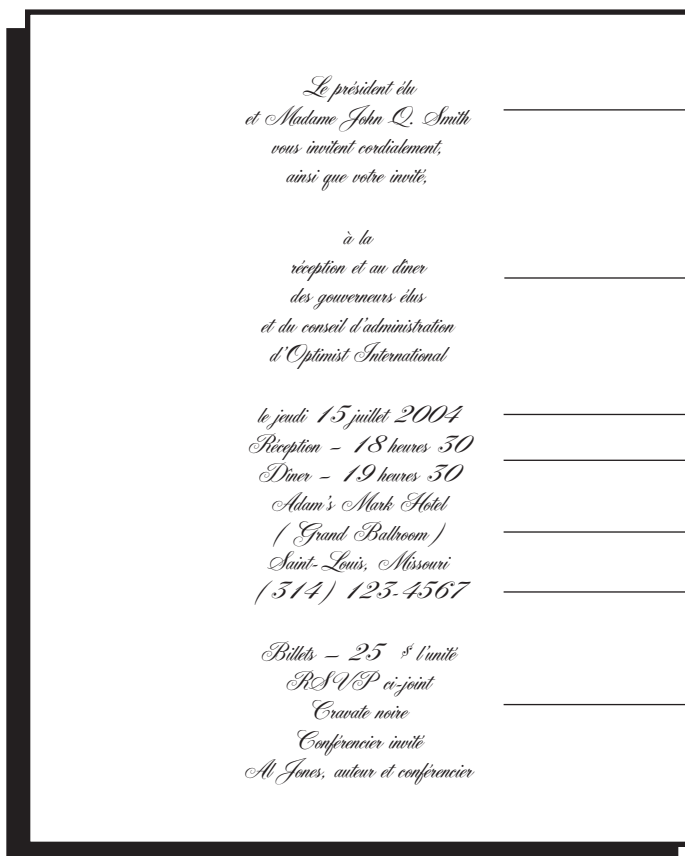 Le président élu
et Madame John Q. Smith
vous invitent cordialement,
ainsi que votre invité,
à la
réception et au dîner
des gouverneurs élus
et du conseil d'administration
d'Optimist International
le jeudi 15 juillet 2004
Réception – 18 heures 30
Dîner – 19 heures 30
Adam's Mark Hotel
( Grand Ballroom )
Saint-Louis, Missouri
(314) 123-4567
Billets – 25 $ l'unité
RSVP ci-joint
Cravate noire
Conférencier invité
Al Jones, auteur et conférencier